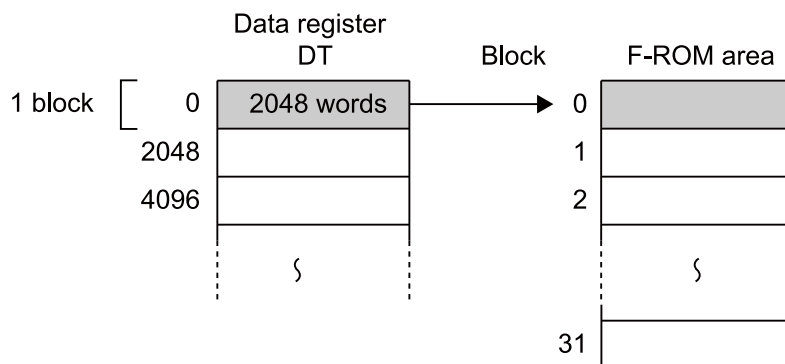 Data register
DT
Block
F-ROM area
1 block
0
2048 words
0
2048
1
4096
2
31